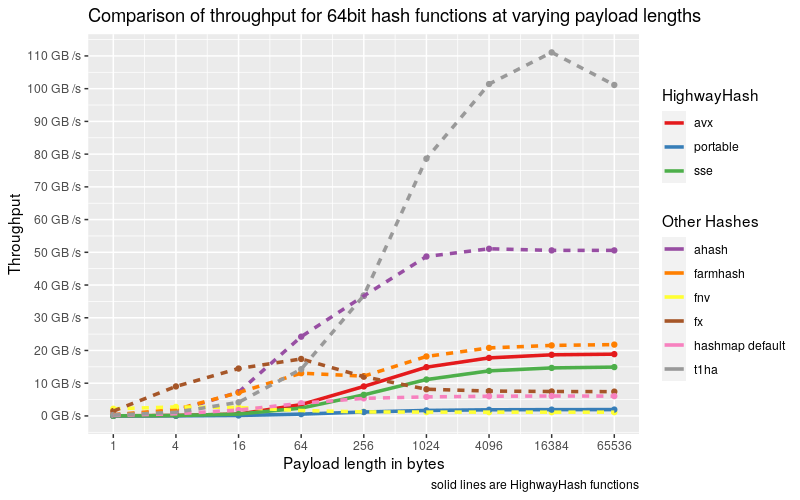 Comparison of throughput for 64bit hash functions at varying payload lengths
Throughput
110 GB /s
100 GB /s
90 GB /s
80 GB /s
70 GB /s
60 GB /s
50 GB /s
40 GB /s
30 GB /s
20 GB /s
10 GB /s
0 GB /s
1 4 16 64 256 1024 4096 16384 65536
Payload length in bytes
solid lines are HighwayHash functions
HighwayHash
avx
portable
sse
Other Hashes
ahash
farmhash
fnv
fx
hashmap default
t1ha